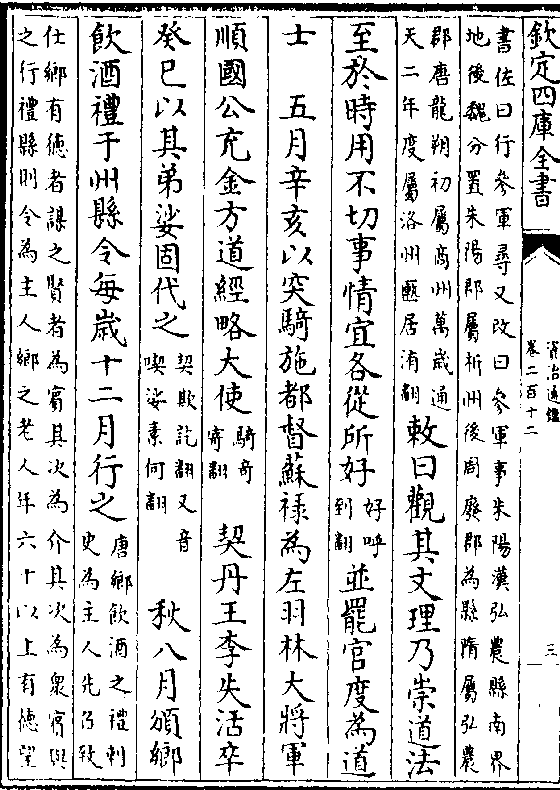 欽定四庫全書
資治通鑑
卷二百十二
三
書佐曰行參軍尋又改曰參軍事朱陽漢弘農縣南界
地後魏分置朱陽郡屬析州後周廢郡為縣隋屬弘農
郡唐龍朔初屬商州萬歲通
天二年度屬洛州
敕曰觀其文理乃崇道法
至於時用不切事情宜各從所好
好呼
到翻
並罷官度為道
士 五月辛亥以突騎施都督蘇祿為左羽林大將軍
順國公充金方道經略大使
騎奇
寄翻
契丹王李失活卒
癸巳以其弟娑固代之
契欺訖翻又音
喫娑素何翻
秋八月頒鄉
飲酒禮于州縣令每歲十二月行之
唐鄉飲酒之禮刺
史為主人先召致
仕鄉有德者謀之賢者為賓其次為介其次為衆賓與
之行禮縣則令為主人鄉之老人年六十以上有德望